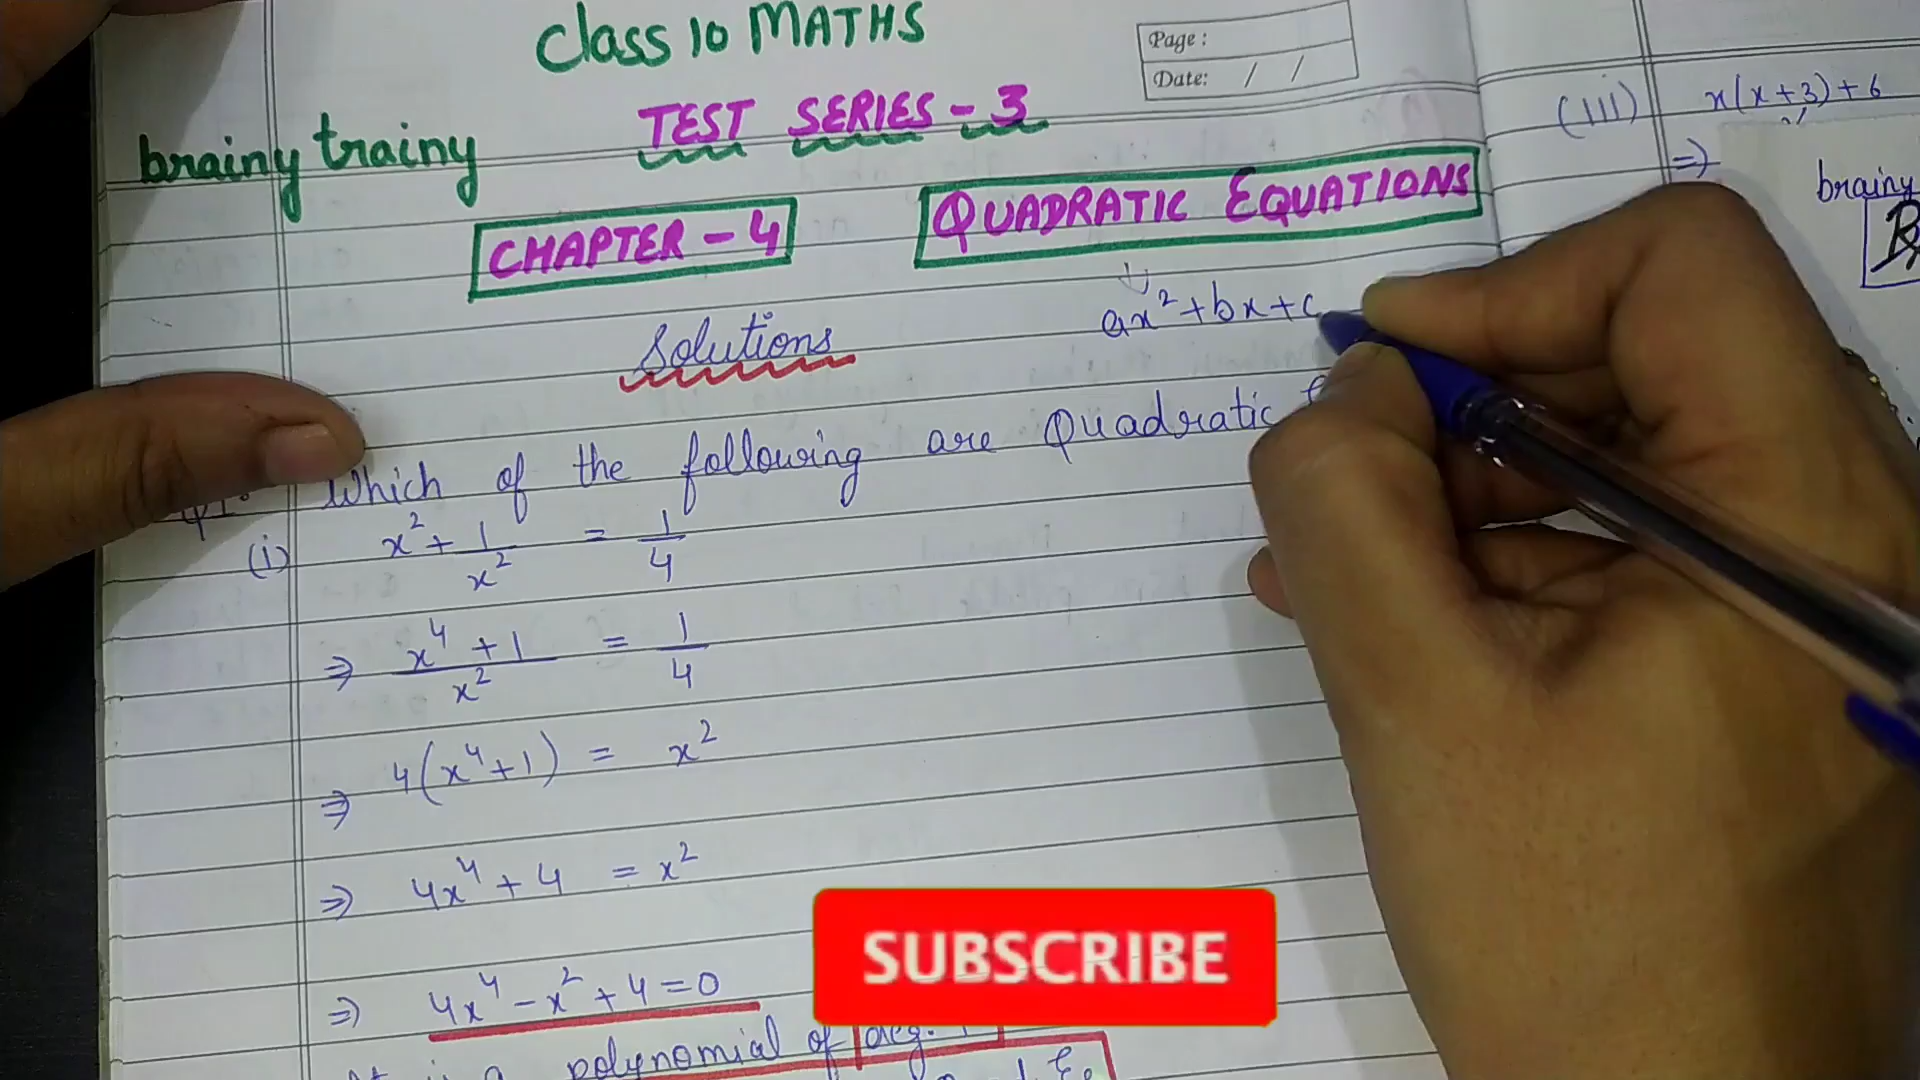 Class 10 MATHS
Page:
Date: / /
TEST SERIES - 3
brainy trainy
CHAPTER - 4
QUADRATIC EQUATIONS
ax² + bx + c
Solutions
Which of the following are Quadratic
(i) x² + 1/x² = 1/4
⇒ x⁴ + 1/x² = 1/4
⇒ 4(x⁴+1) = x²
⇒ 4x⁴ + 4 = x²
⇒ 4x⁴ - x² + 4 = 0
polynomial of deg.
SUBSCRIBE
(iii) x(x+3)+6
⇒
brainy